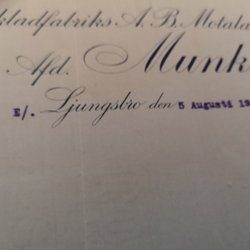 kladfabriks A. B. Motala
Afd. Munk
E/. Ljungsbro den 5 Augusti 19